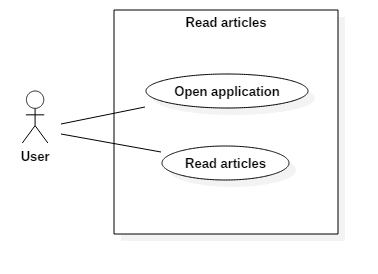 Read articles
Open application
Read articles
User